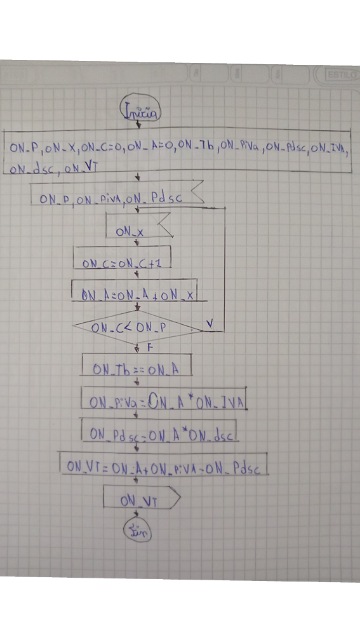 Inicio
ON_P, ON_X, ON_C=0, ON_A=0, ON_Tb, ON_PiVa, ON_Pdsc, ON_IVA,
ON_dsc, ON_VT
ON_P, ON_PiVA, ON_Pdsc
ON_X
ON_C=ON_C+1
ON_A=ON_A+ON_X
ON_C<ON_P
V
F
ON_Tb==ON_A
ON_PiVa=ON_A*ON_IVA
ON_Pdsc=ON_A*ON_dsc
ON_VT=ON_A+ON_PiVA-ON_Pdsc
ON_VT
Fin